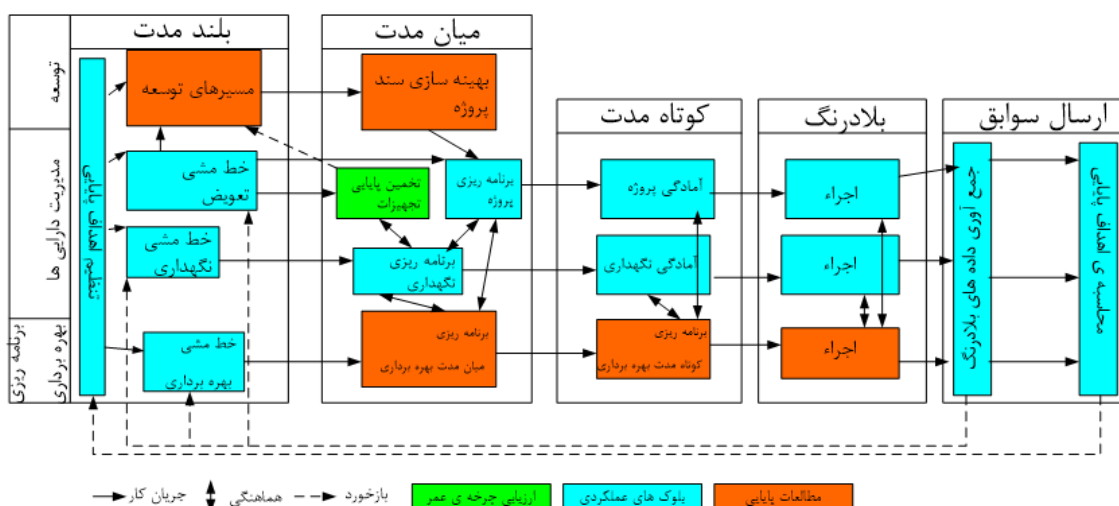 بلند مدت
میان مدت
کوتاه مدت
بلادرنگ
ارسال سوابق
توسعه
مدیریت دارایی ها
برنامه ریزی
بهره برداری
تنظیم اهداف پایایی
مسیرهای توسعه
خط مشی
تعویض
خط مشی
نگهداری
خط مشی
بهره برداری
بهینه سازی سند
پروژه
تخمین پایایی
تجهیزات
برنامه ریزی
پروژه
برنامه ریزی
نگهداری
برنامه ریزی
میان مدت بهره برداری
آمادگی پروژه
آمادگی نگهداری
برنامه ریزی
کوتاه مدت بهره برداری
اجراء
اجراء
اجراء
جمع آوری داده های بلادرنگ
محاسبه ی اهداف پایایی
جریان کار
هماهنگی
بازخورد
ارزیابی چرخه ی عمر
بلوک های عملکردی
مطالعات پایایی